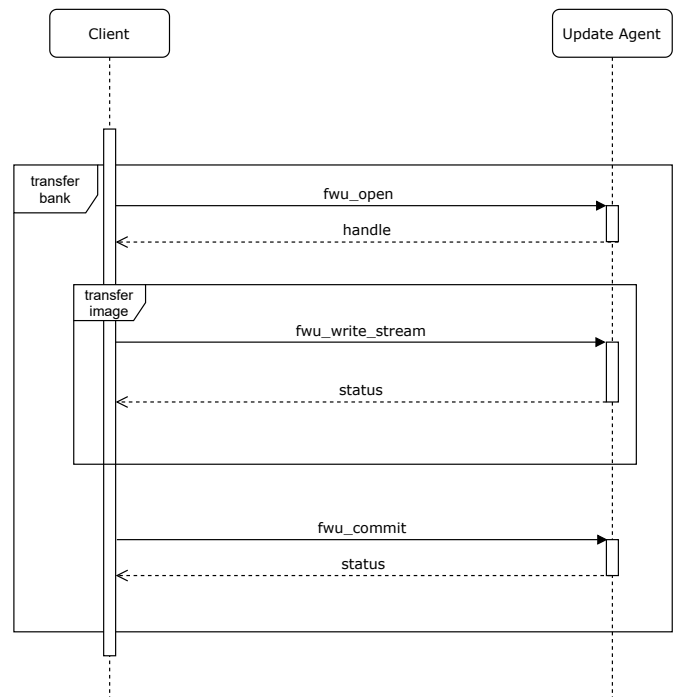 Client
Update Agent
transfer
bank
fwu_open
handle
transfer
image
fwu_write_stream
status
fwu_commit
status